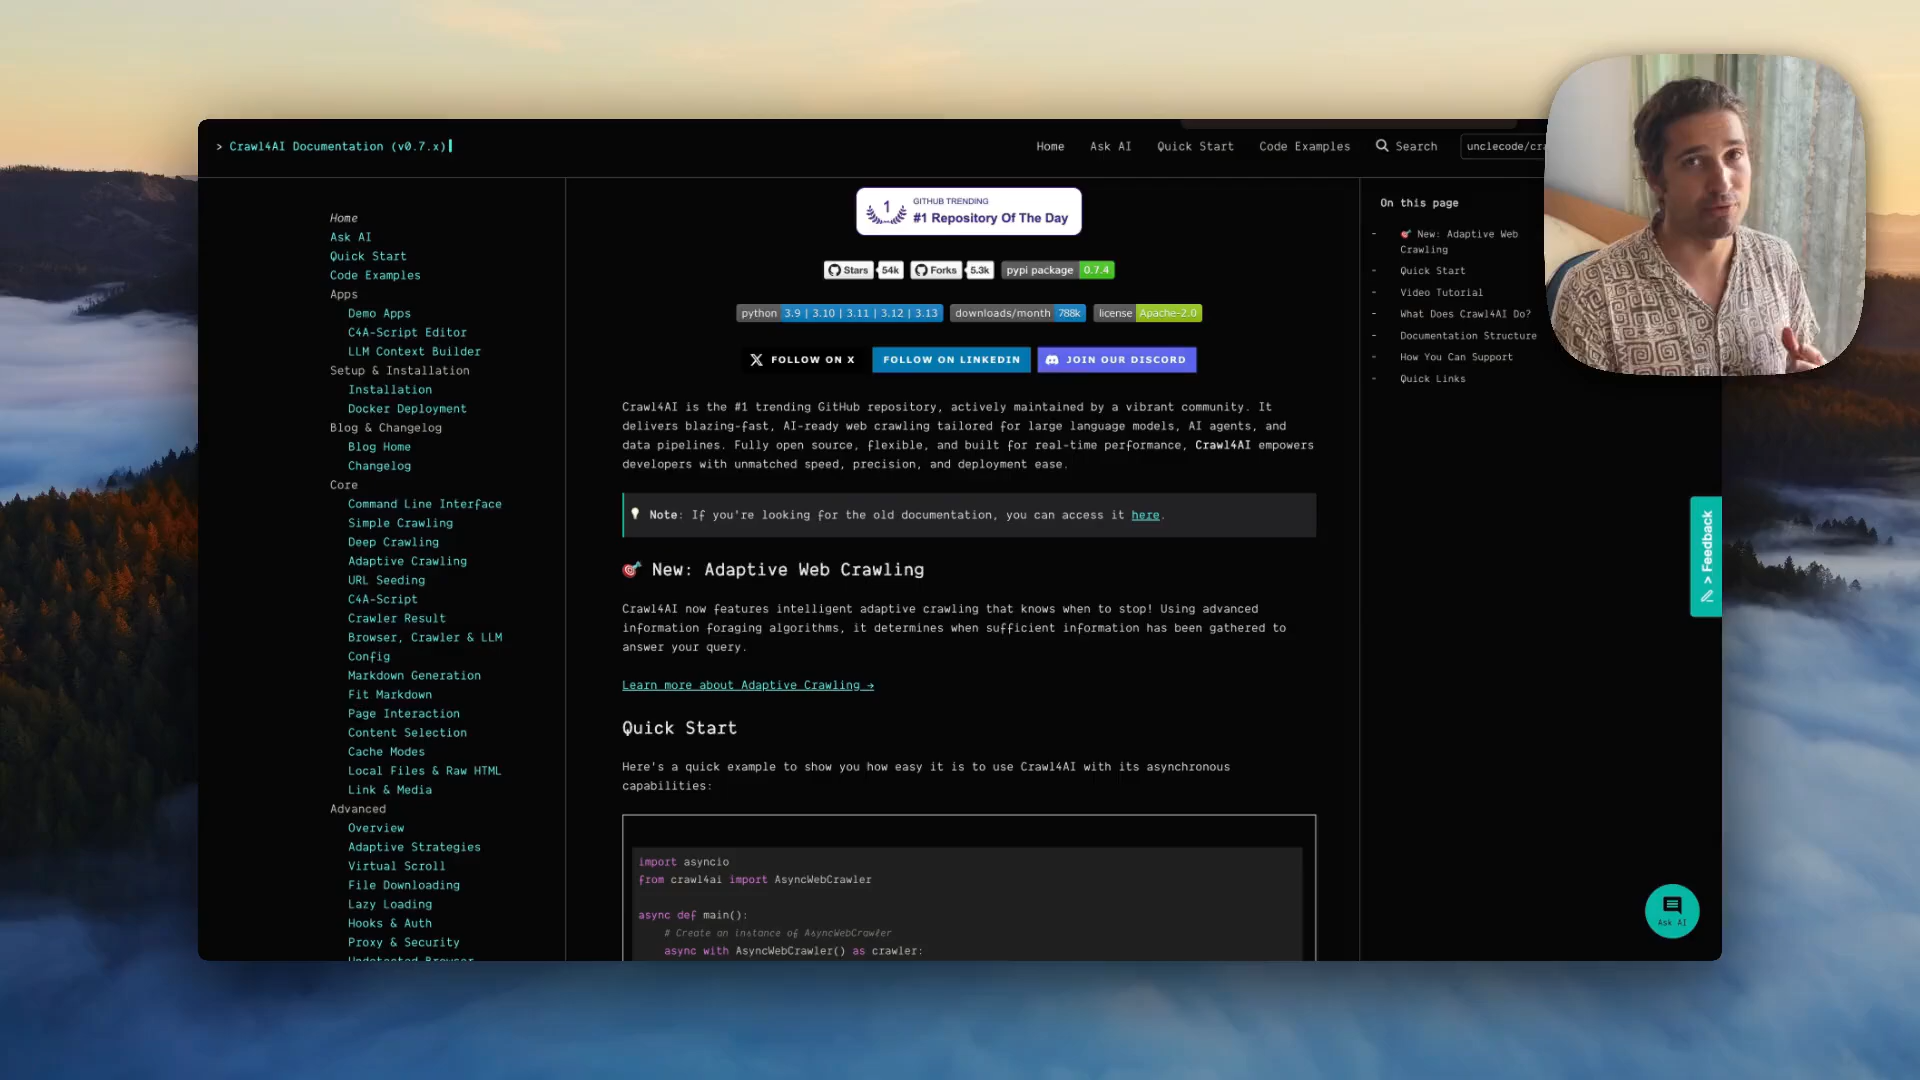 > Crawl4AI Documentation (v0.7.x)
Home
Ask AI
Quick Start
Code Examples
Search
unclecode/cra
Home
Ask AI
Quick Start
Code Examples
Apps
Demo Apps
C4A-Script Editor
LLM Context Builder
Setup & Installation
Installation
Docker Deployment
Blog & Changelog
Blog Home
Changelog
Core
Command Line Interface
Simple Crawling
Deep Crawling
Adaptive Crawling
URL Seeding
C4A-Script
Crawler Result
Browser, Crawler & LLM
Config
Markdown Generation
Fit Markdown
Page Interaction
Content Selection
Cache Modes
Local Files & Raw HTML
Link & Media
Advanced
Overview
Adaptive Strategies
Virtual Scroll
File Downloading
Lazy Loading
Hooks & Auth
Proxy & Security
Undetected Browser
1
GITHUB TRENDING
#1 Repository Of The Day
Stars 54k
Forks 5.3k
pypi package 0.7.4
python 3.9 | 3.10 | 3.11 | 3.12 | 3.13
downloads/month 788k
license Apache-2.0
FOLLOW ON X
FOLLOW ON LINKEDIN
JOIN OUR DISCORD
Crawl4AI is the #1 trending GitHub repository, actively maintained by a vibrant community. It
delivers blazing-fast, AI-ready web crawling tailored for large language models, AI agents, and
data pipelines. Fully open source, flexible, and built for real-time performance, Crawl4AI empowers
developers with unmatched speed, precision, and deployment ease.
Note: If you're looking for the old documentation, you can access it here.
New: Adaptive Web Crawling
Crawl4AI now features intelligent adaptive crawling that knows when to stop! Using advanced
information foraging algorithms, it determines when sufficient information has been gathered to
answer your query.
Learn more about Adaptive Crawling →
Quick Start
Here's a quick example to show you how easy it is to use Crawl4AI with its asynchronous
capabilities:
import asyncio
from crawl4ai import AsyncWebCrawler
async def main():
# Create an instance of AsyncWebCrawler
async with AsyncWebCrawler() as crawler:
On this page
- New: Adaptive Web
Crawling
- Quick Start
- Video Tutorial
- What Does Crawl4AI Do?
- Documentation Structure
- How You Can Support
- Quick Links
> Feedback
Ask AI